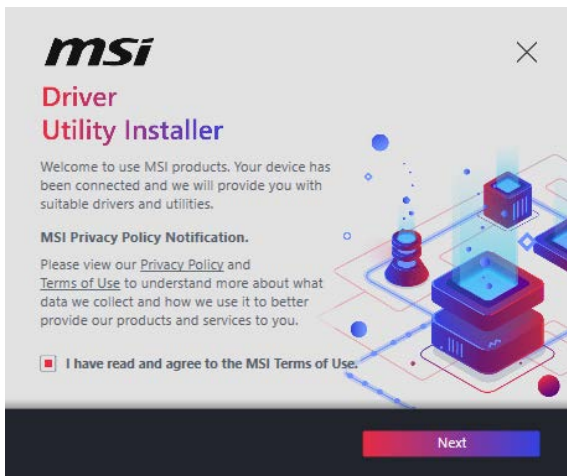 msi
Driver
Utility Installer
Welcome to use MSI products. Your device has
been connected and we will provide you with
suitable drivers and utilities.
MSI Privacy Policy Notification.
Please view our Privacy Policy and
Terms of Use to understand more about what
data we collect and how we use it to better
provide our products and services to you.
I have read and agree to the MSI Terms of Use.
Next